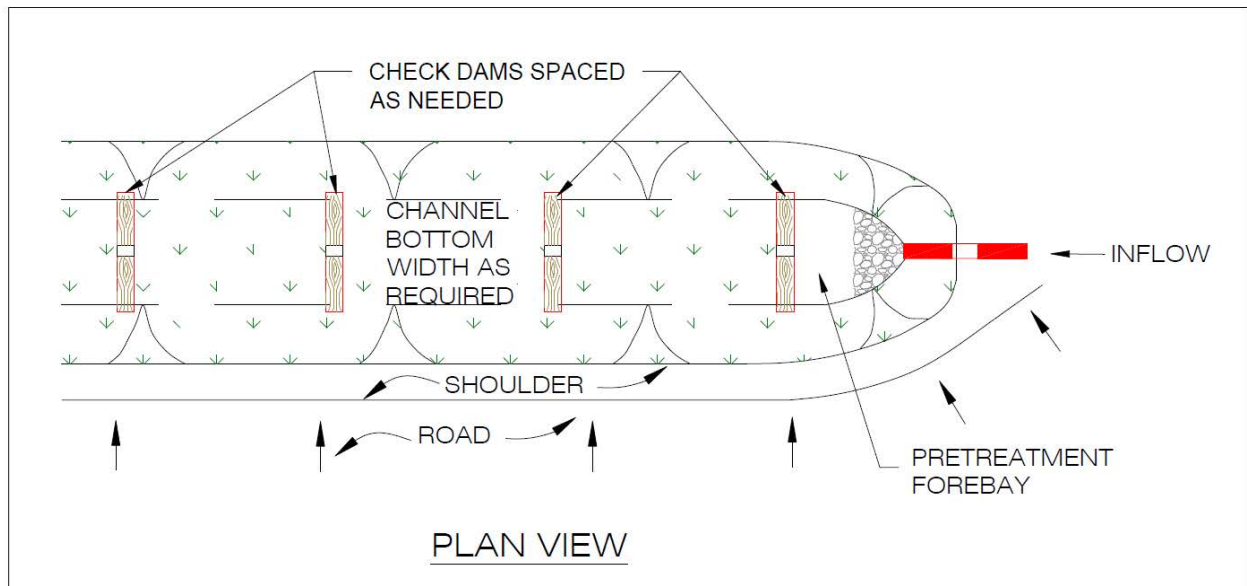 CHECK DAMS SPACED
AS NEEDED
CHANNEL
BOTTOM
WIDTH AS
REQUIRED
INFLOW
SHOULDER
ROAD
PRETREATMENT
FOREBAY
PLAN VIEW